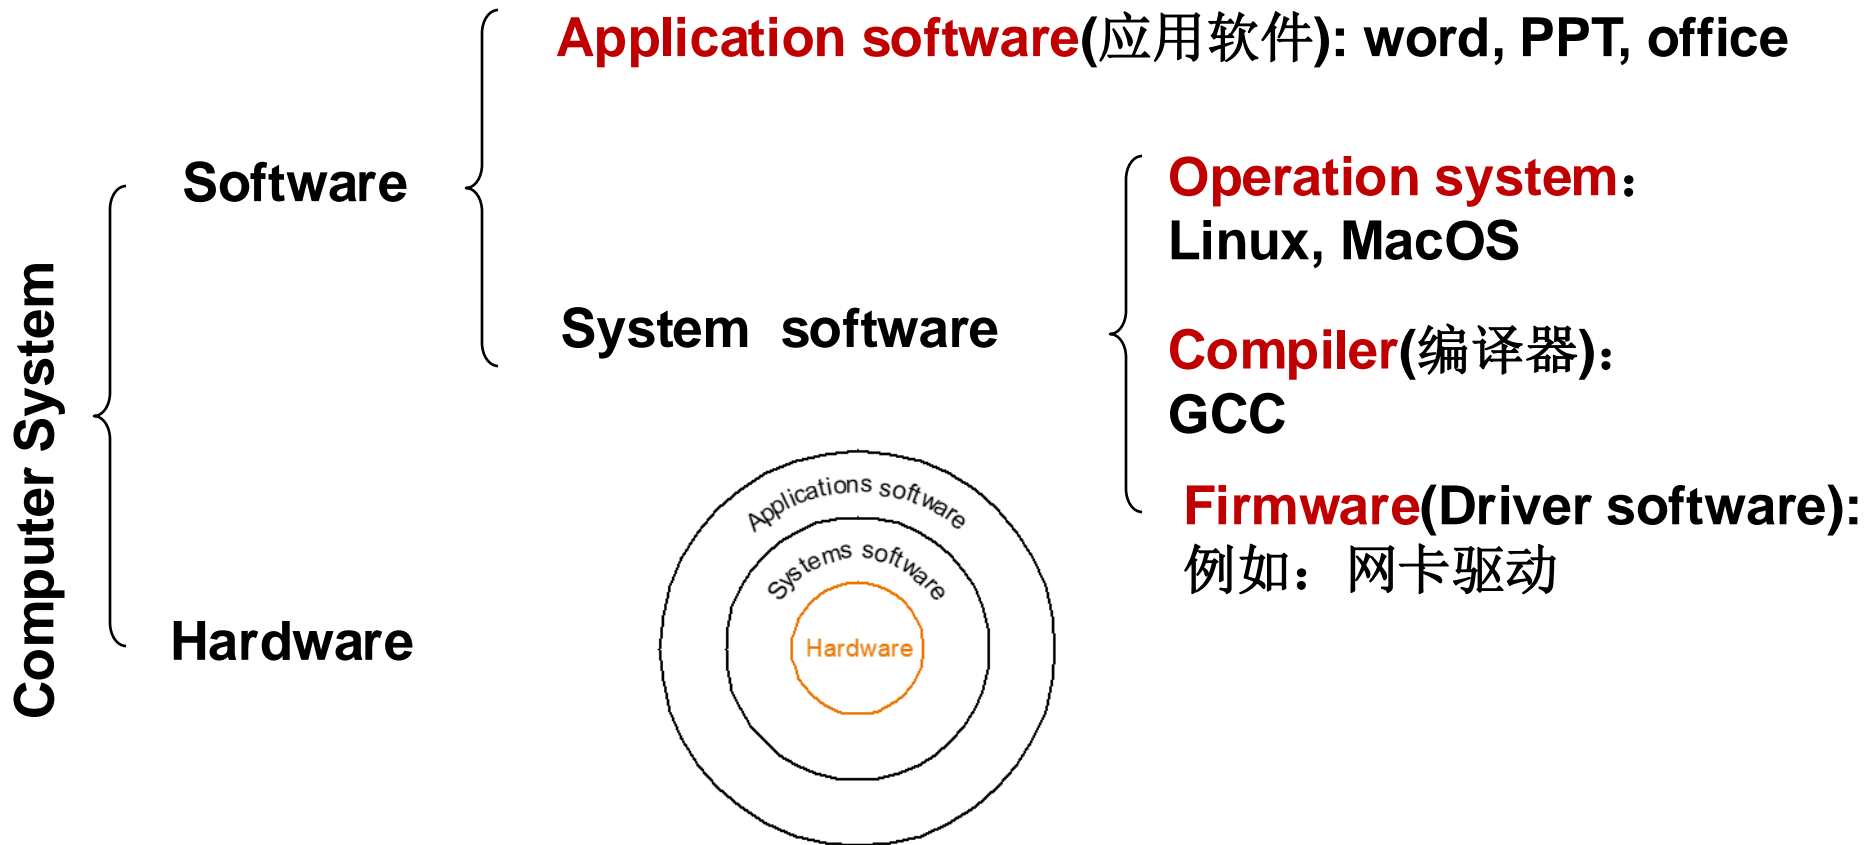 Application software(应用软件): word, PPT, office
Software
Operation system：
Linux, MacOS
System software
Compiler(编译器)：
GCC
Firmware(Driver software):
例如：网卡驱动
Computer System
Hardware
Applications software
Systems software
Hardware